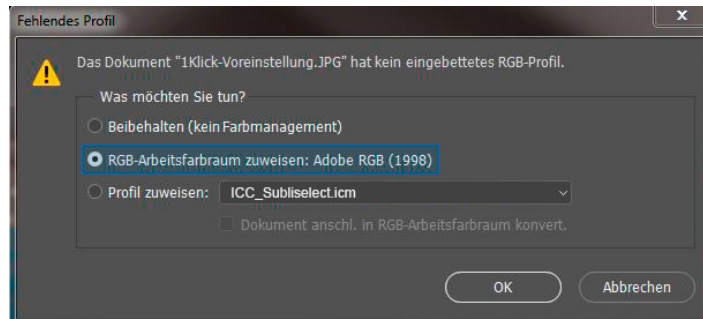 Fehlendes Profil
x
Das Dokument "1Klick-Voreinstellung.JPG" hat kein eingebettetes RGB-Profil.
Was möchten Sie tun?
Beibehalten (kein Farbmanagement)
RGB-Arbeitsfarbraum zuweisen: Adobe RGB (1998)
Profil zuweisen: ICC_Subliselect.icm
Dokument anschl. in RGB-Arbeitsfarbraum konvert.
OK Abbrechen